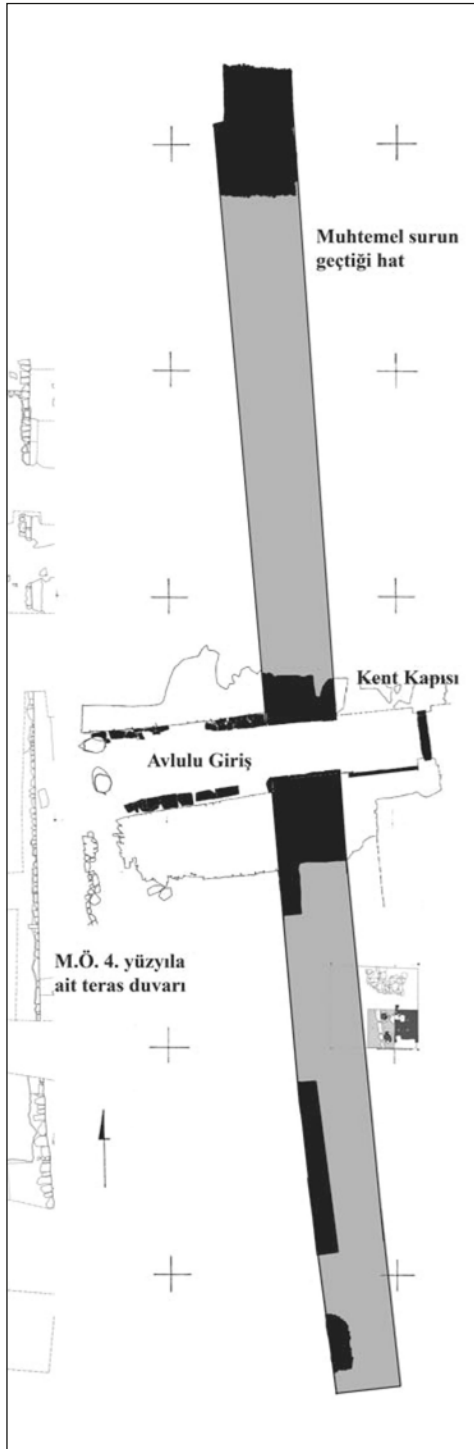 Muhtemel surun
geçtiği hat
Kent Kapısı
Avlulu Giriş
M.Ö. 4. yüzyıla
ait teras duvarı